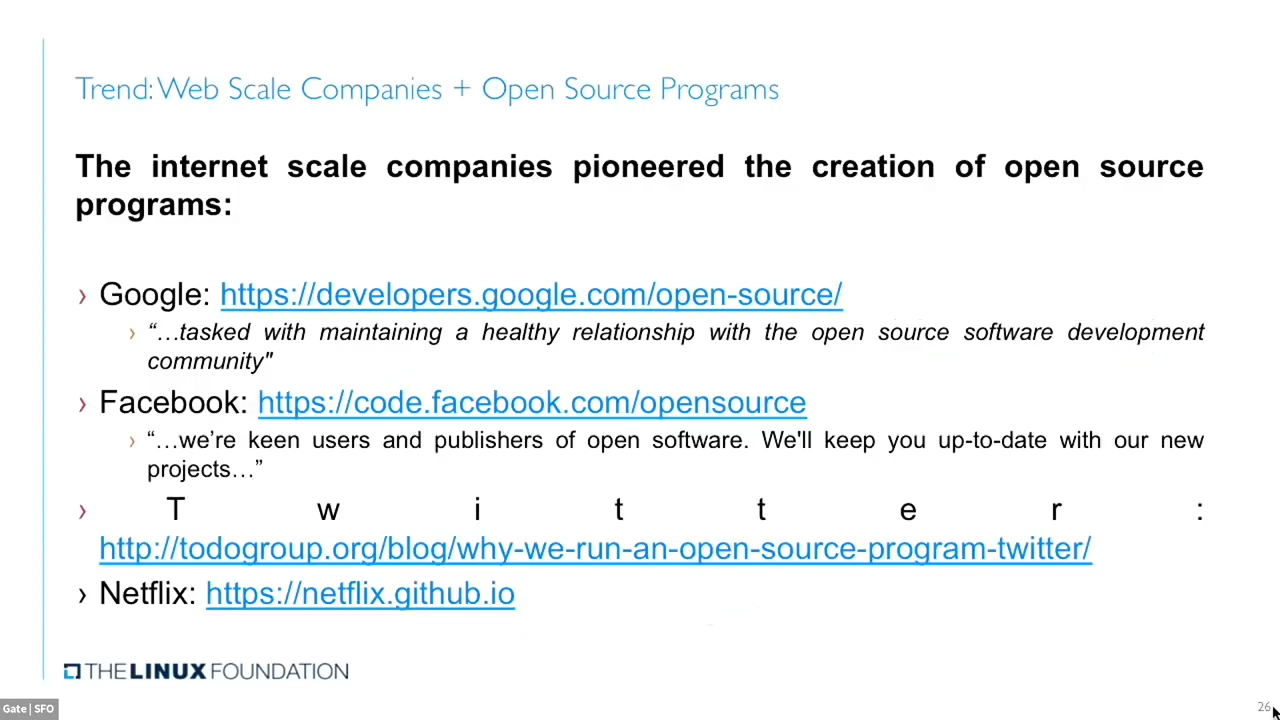 Trend: Web Scale Companies + Open Source Programs
The internet scale companies pioneered the creation of open source
programs:
› Google: https://developers.google.com/open-source/
› “…tasked with maintaining a healthy relationship with the open source software development
community"
› Facebook: https://code.facebook.com/opensource
› “…we’re keen users and publishers of open software. We'll keep you up-to-date with our new
projects…”
› T w i t t e r :
http://todogroup.org/blog/why-we-run-an-open-source-program-twitter/
› Netflix: https://netflix.github.io
THE LINUX FOUNDATION
Gate | SFO
26